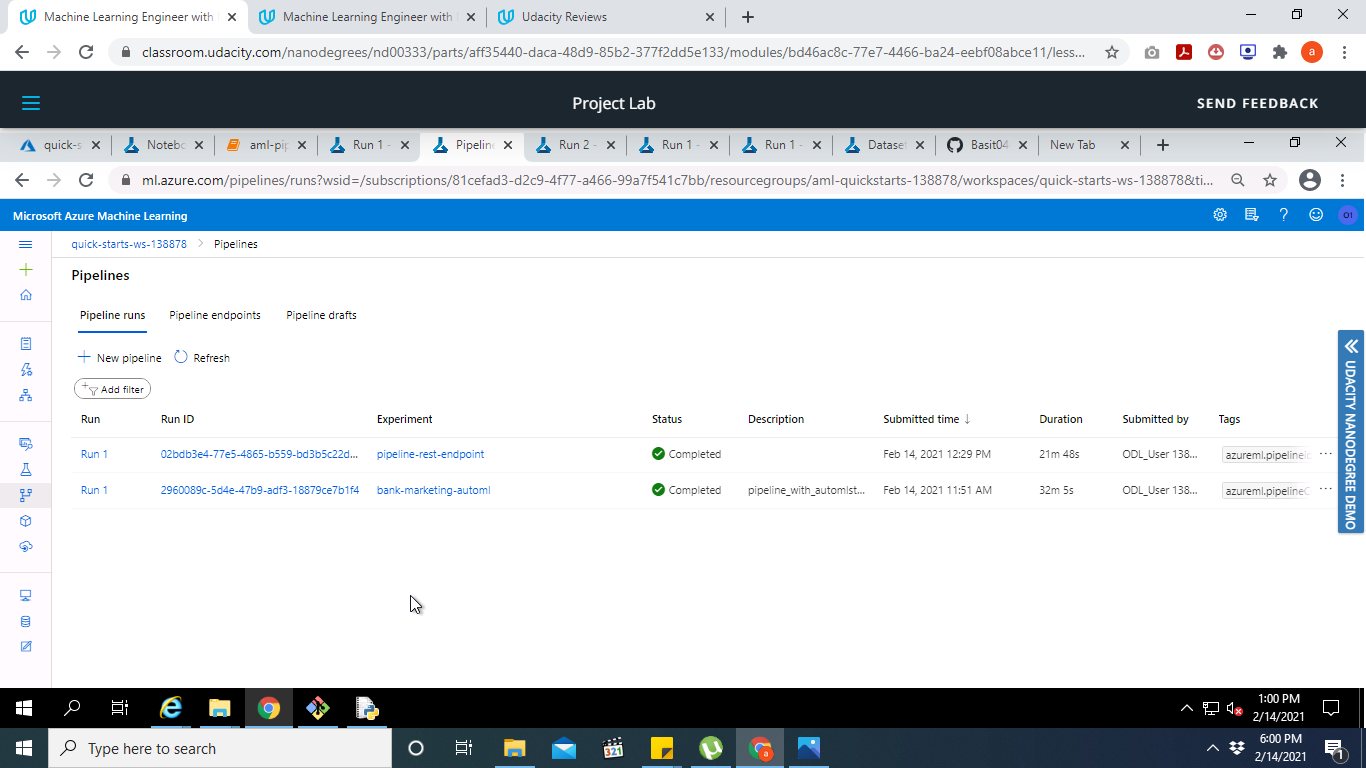 Machine Learning Engineer with
Machine Learning Engineer with
Udacity Reviews
classroom.udacity.com/nanodegrees/nd00333/parts/aff35440-daca-48d9-85b2-377f2dd5e133/modules/bd46ac8c-77e7-4466-ba24-eebf08abce11/less...
a
Project Lab
SEND FEEDBACK
quick-s
Notebo
aml-pip
Run 1 -
Pipeline
Run 2 -
Run 1 -
Run 1 -
Dataset
Basit04
New Tab
ml.azure.com/pipelines/runs?wsid=/subscriptions/81cefad3-d2c9-4f77-a466-99a7f541c7bb/resourcegroups/aml-quickstarts-138878/workspaces/quick-starts-ws-138878&ti...
Microsoft Azure Machine Learning
O1
quick-starts-ws-138878 > Pipelines
Pipelines
Pipeline runs Pipeline endpoints Pipeline drafts
New pipeline Refresh
Add filter
Run Run ID Experiment Status Description Submitted time ↓ Duration Submitted by Tags
Run 1 02bdb3e4-77e5-4865-b559-bd3b5c22d... pipeline-rest-endpoint Completed Feb 14, 2021 12:29 PM 21m 48s ODL_User 138... azureml.pipelineic ...
Run 1 2960089c-5d4e-47b9-adf3-18879ce7b1f4 bank-marketing-automl Completed pipeline_with_automlst... Feb 14, 2021 11:51 AM 32m 5s ODL_User 138... azureml.pipelineC ...
UDACITY NANODEGREE DEMO
1:00 PM
2/14/2021
Type here to search
321
a
6:00 PM
2/14/2021
1